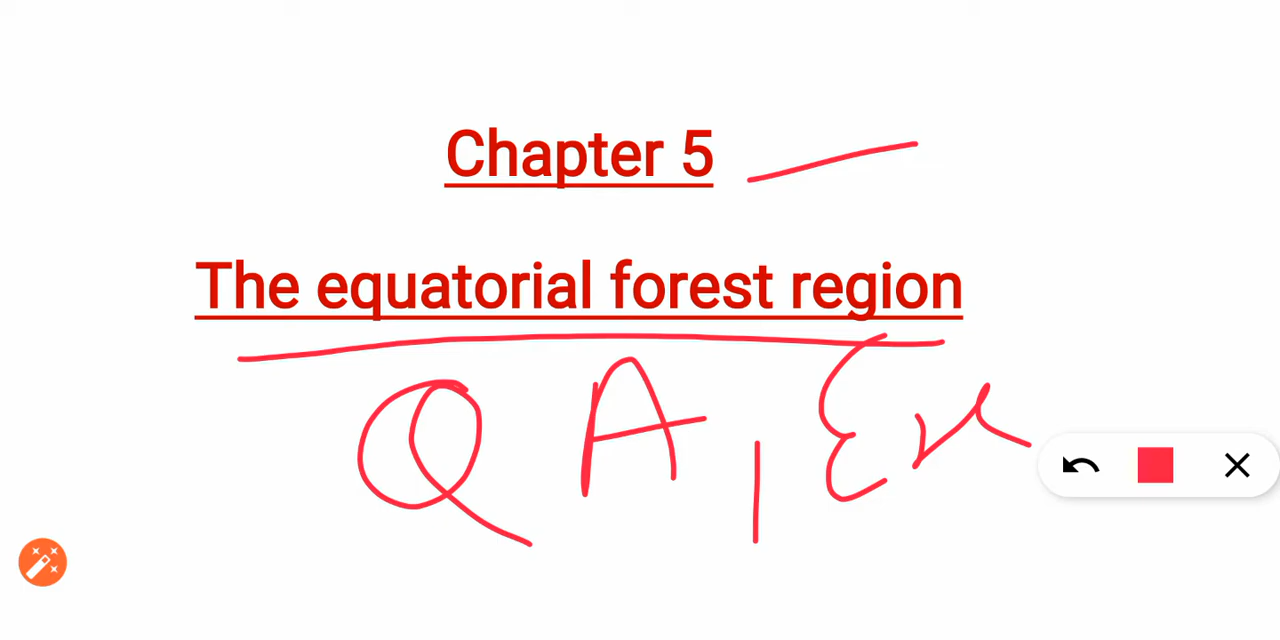 Chapter 5
The equatorial forest region
Q A, Ex